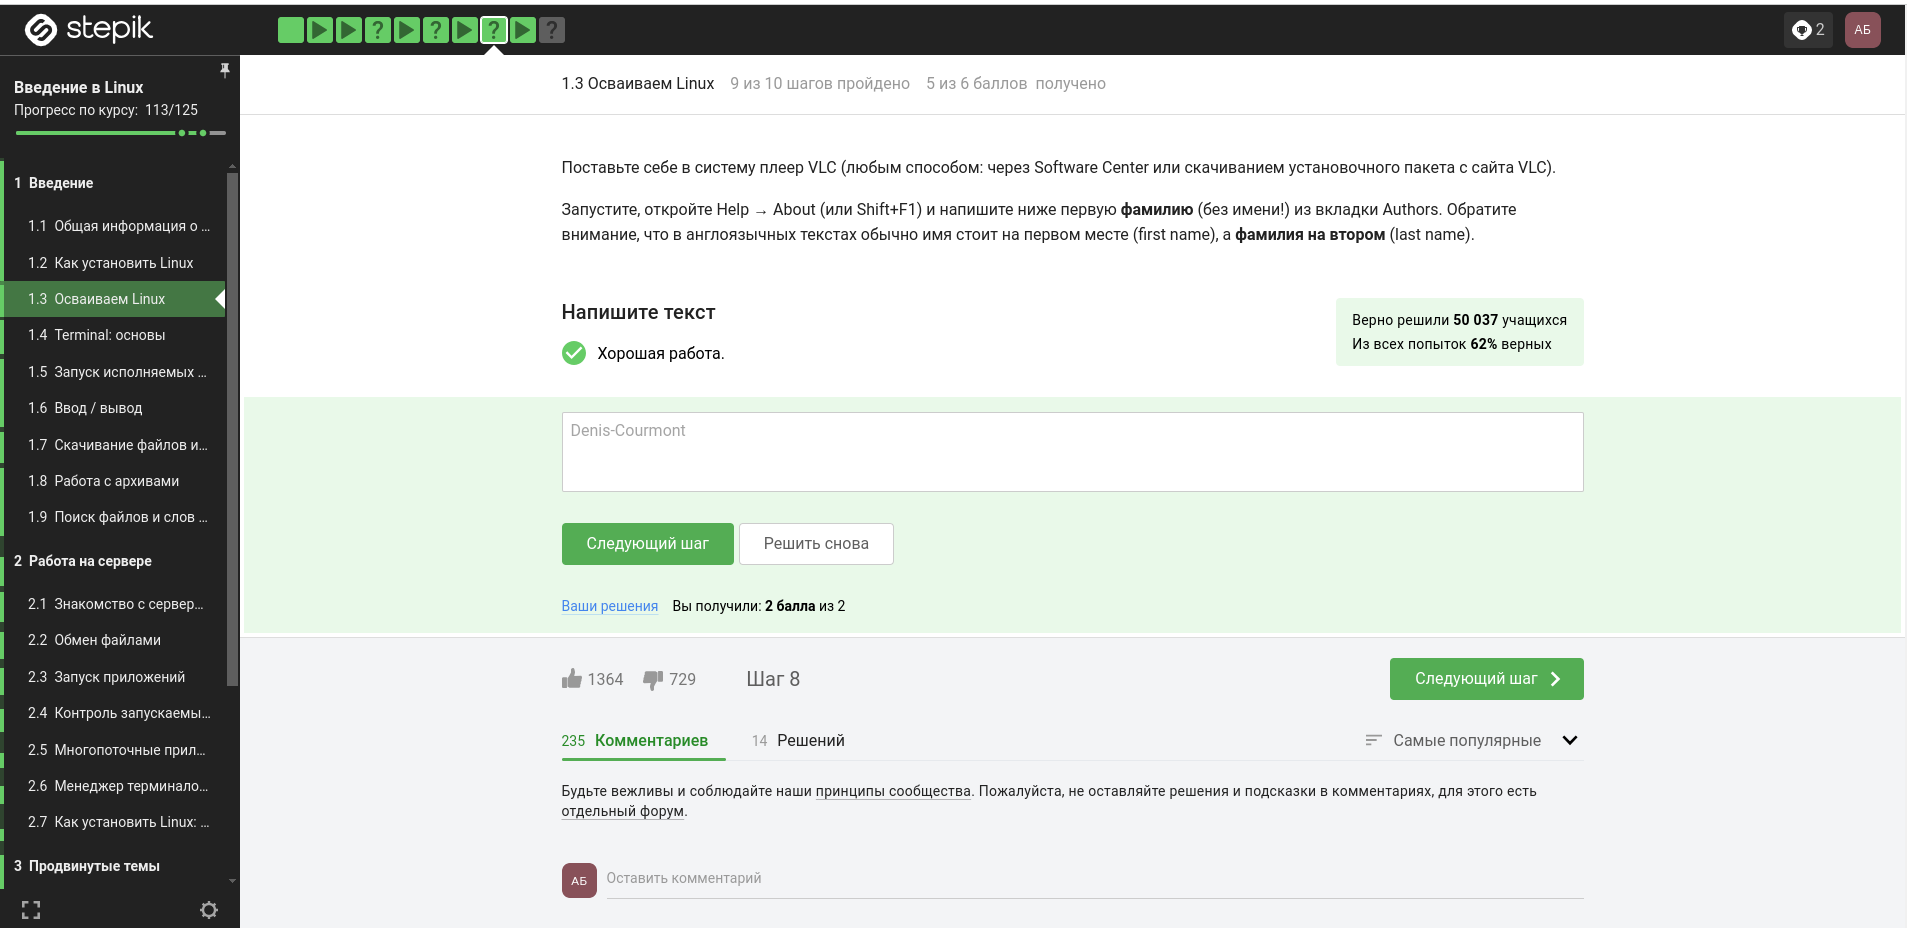 stepik
? ? ? ?
2
АБ
Введение в Linux
Прогресс по курсу: 113/125
1 Введение
1.1 Общая информация о ...
1.2 Как установить Linux
1.3 Осваиваем Linux
1.4 Terminal: основы
1.5 Запуск исполняемых ...
1.6 Ввод / вывод
1.7 Скачивание файлов и...
1.8 Работа с архивами
1.9 Поиск файлов и слов ...
2 Работа на сервере
2.1 Знакомство с сервер...
2.2 Обмен файлами
2.3 Запуск приложений
2.4 Контроль запускаемы...
2.5 Многопоточные прил...
2.6 Менеджер терминало...
2.7 Как установить Linux: ...
3 Продвинутые темы
1.3 Осваиваем Linux 9 из 10 шагов пройдено 5 из 6 баллов получено
Поставьте себе в систему плеер VLC (любым способом: через Software Center или скачиванием установочного пакета с сайта VLC).
Запустите, откройте Help → About (или Shift+F1) и напишите ниже первую фамилию (без имени!) из вкладки Authors. Обратите
внимание, что в англоязычных текстах обычно имя стоит на первом месте (first name), а фамилия на втором (last name).
Напишите текст
Хорошая работа.
Верно решили 50 037 учащихся
Из всех попыток 62% верных
Denis-Courmont
Следующий шаг
Решить снова
Ваши решения Вы получили: 2 балла из 2
1364 729 Шаг 8
Следующий шаг
235 Комментариев 14 Решений
Самые популярные
Будьте вежливы и соблюдайте наши принципы сообщества. Пожалуйста, не оставляйте решения и подсказки в комментариях, для этого есть
отдельный форум.
АБ
Оставить комментарий